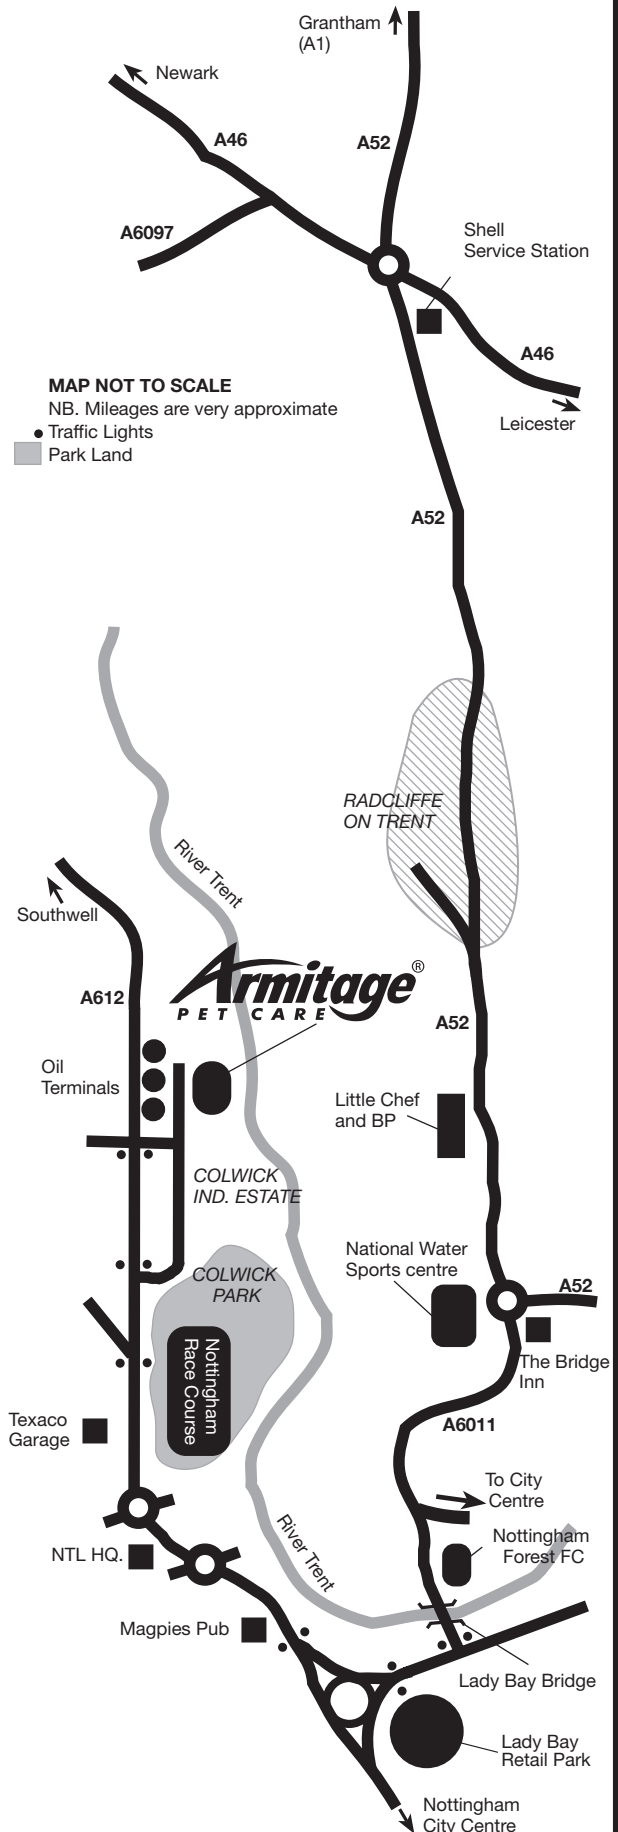 Grantham
(A1)
Newark
A46
A52
A6097
Shell
Service Station
A46
Leicester
MAP NOT TO SCALE
NB. Mileages are very approximate
Traffic Lights
Park Land
A52
RADCLIFFE
ON TRENT
River Trent
Southwell
Armitage®
PET CARE
A612
A52
Oil
Terminals
Little Chef
and BP
COLWICK
IND. ESTATE
National Water
Sports centre
COLWICK
PARK
A52
Nottingham
Race Course
The Bridge
Inn
Texaco
Garage
A6011
To City
Centre
River Trent
Nottingham
Forest FC
NTL HQ.
Magpies Pub
Lady Bay Bridge
Lady Bay
Retail Park
Nottingham
City Centre